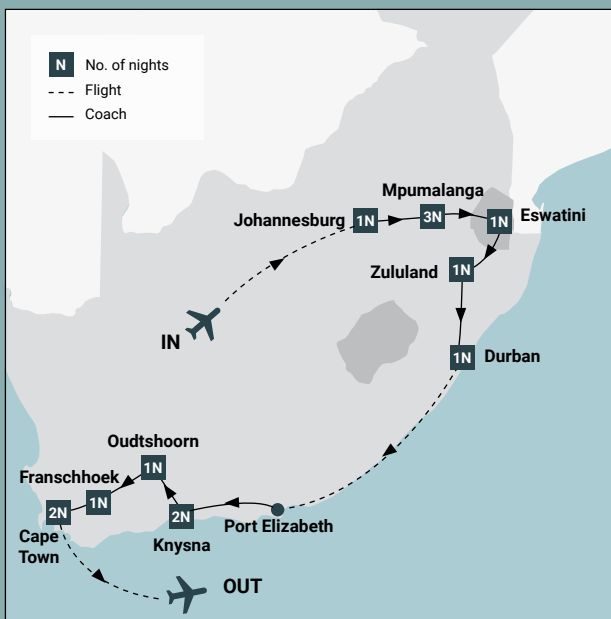 N No. of nights
Flight
Coach
Mpumalanga
Johannesburg 1N 3N 1N Eswatini
Zululand 1N
IN
1N Durban
Oudtshoorn
1N
Franschhoek
1N
2N
Cape
Town
2N
Knysna
Port Elizabeth
OUT